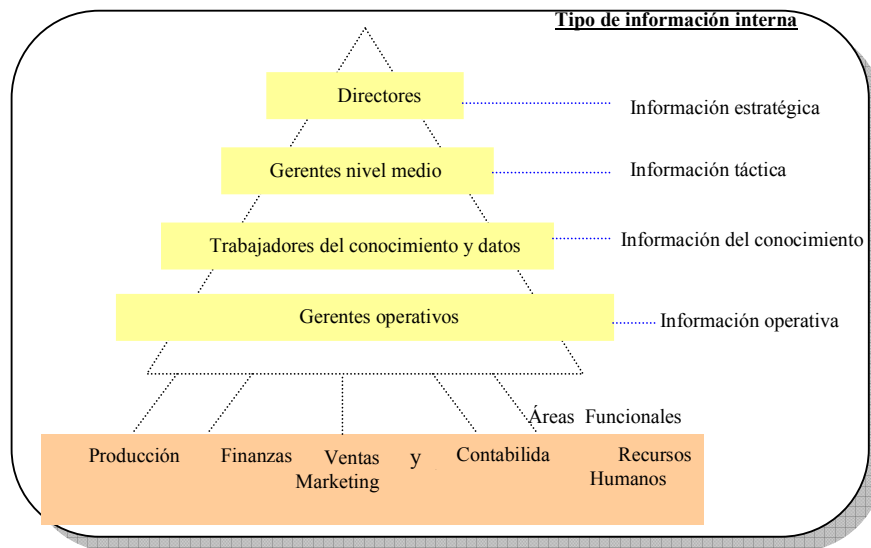 Tipo de información interna
Directores
Información estratégica
Gerentes nivel medio
Información táctica
Trabajadores del conocimiento y datos
Información del conocimiento
Gerentes operativos
Información operativa
Áreas Funcionales
Producción Finanzas Ventas y Contabilida Recursos
Marketing Humanos